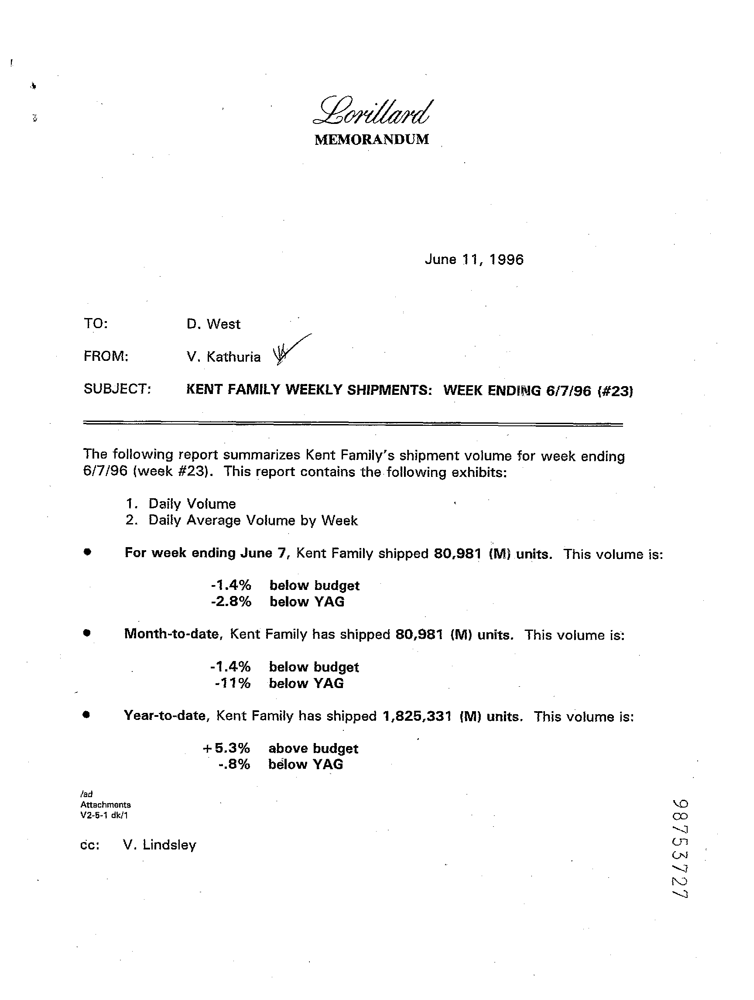 Lorillard
MEMORANDUM
June 11, 1996
TO: D. West
FROM: V. Kathuria
SUBJECT: KENT FAMILY WEEKLY SHIPMENTS: WEEK ENDING 6/7/96 (#23)
The following report summarizes Kent Family's shipment volume for week ending
6/7/96 (week #23). This report contains the following exhibits:
1. Daily Volume
2. Daily Average Volume by Week
• For week ending June 7, Kent Family shipped 80,981 (M) units. This volume is:
-1.4% below budget
-2.8% below YAG
• Month-to-date, Kent Family has shipped 80,981 (M) units. This volume is:
-1.4% below budget
-11% below YAG
• Year-to-date, Kent Family has shipped 1,825,331 (M) units. This volume is:
+5.3% above budget
-.8% below YAG
/ad
Attachments
V2-5-1 dk/1
cc: V. Lindsley
98753727